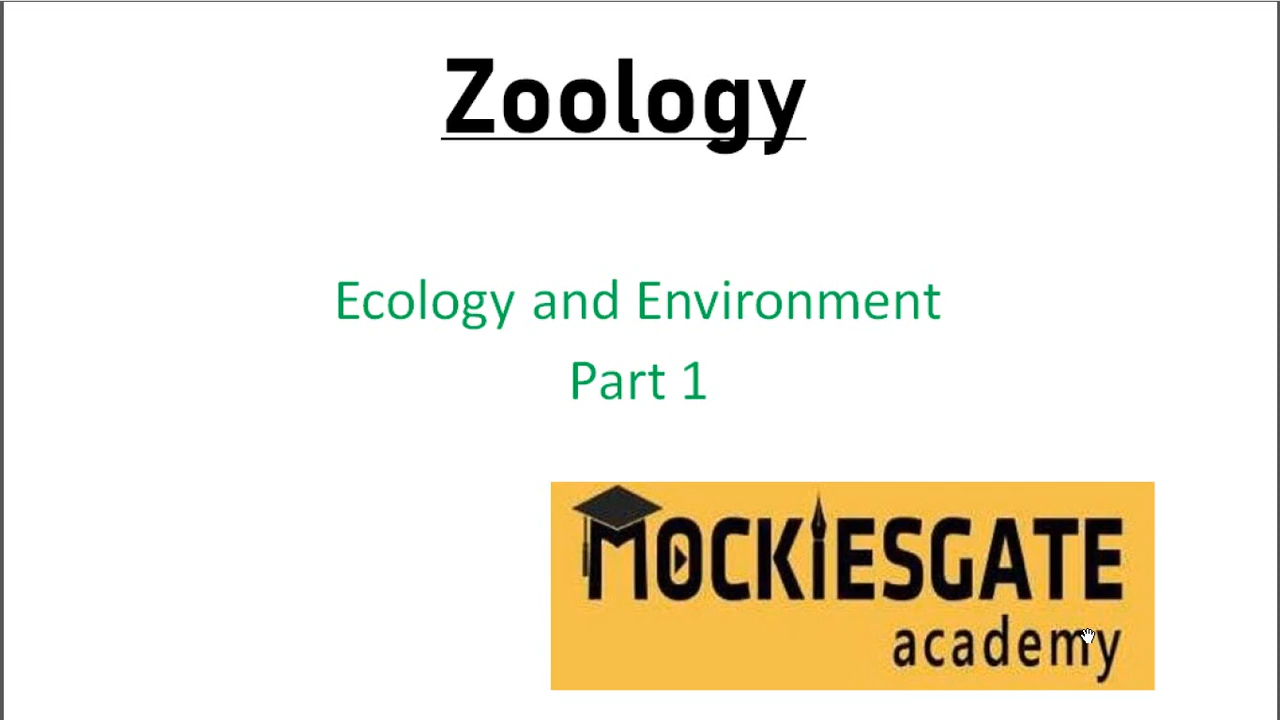 Zoology
Ecology and Environment
Part 1
MOCKIESGATE
academy